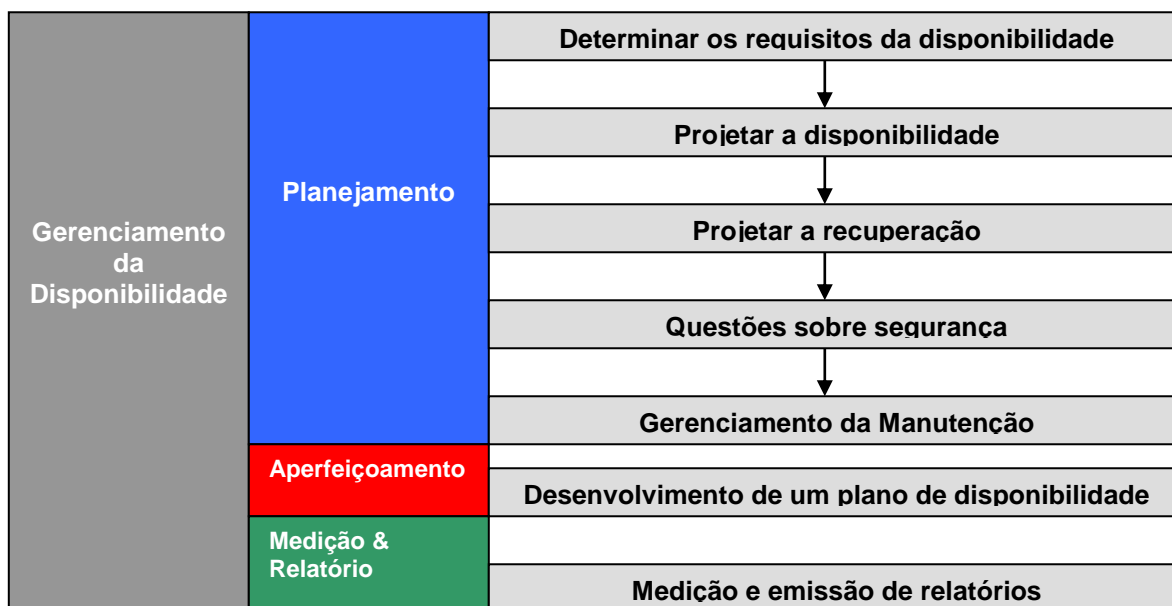 Gerenciamento
da
Disponibilidade
Planejamento
Determinar os requisitos da disponibilidade
Projetar a disponibilidade
Projetar a recuperação
Questões sobre segurança
Gerenciamento da Manutenção
Aperfeiçoamento
Desenvolvimento de um plano de disponibilidade
Medição &
Relatório
Medição e emissão de relatórios